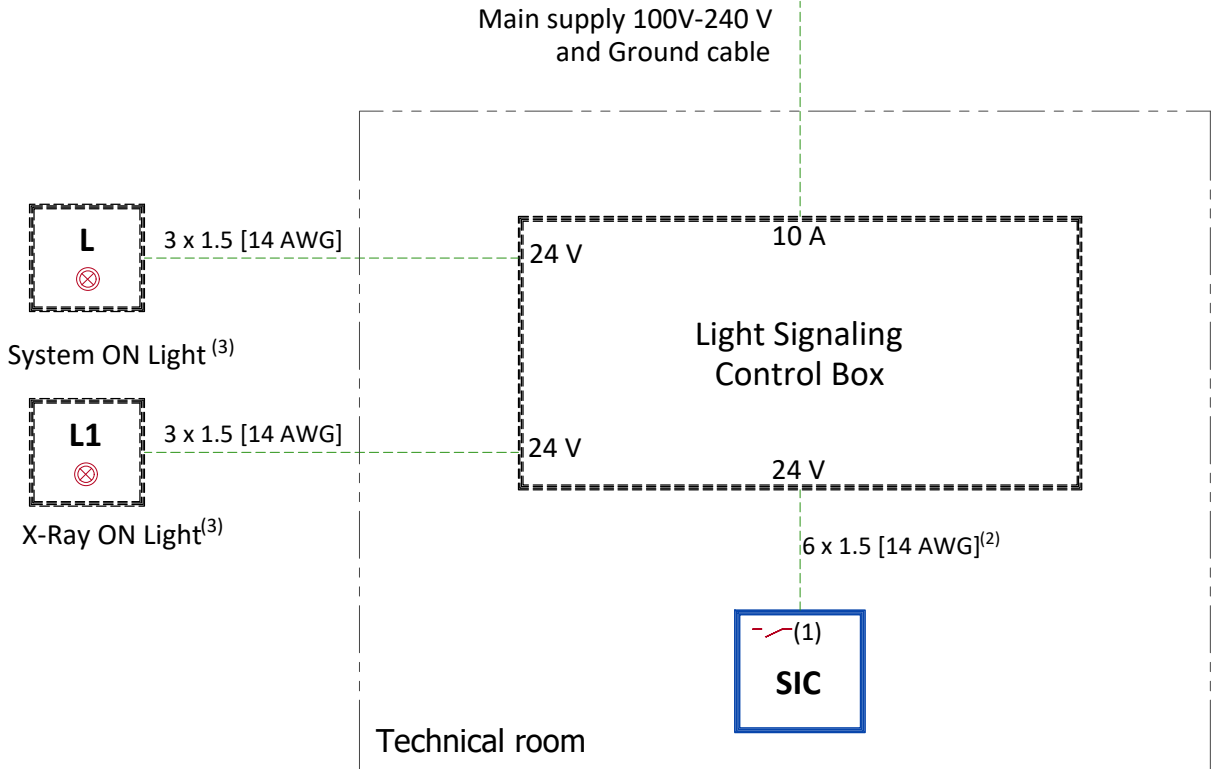 Main supply 100V-240 V
and Ground cable
L
3 x 1.5 [14 AWG]
24 V
10 A
System ON Light (3)
Light Signaling
Control Box
L1
3 x 1.5 [14 AWG]
24 V
24 V
X-Ray ON Light(3)
6 x 1.5 [14 AWG](2)
(1)
SIC
Technical room